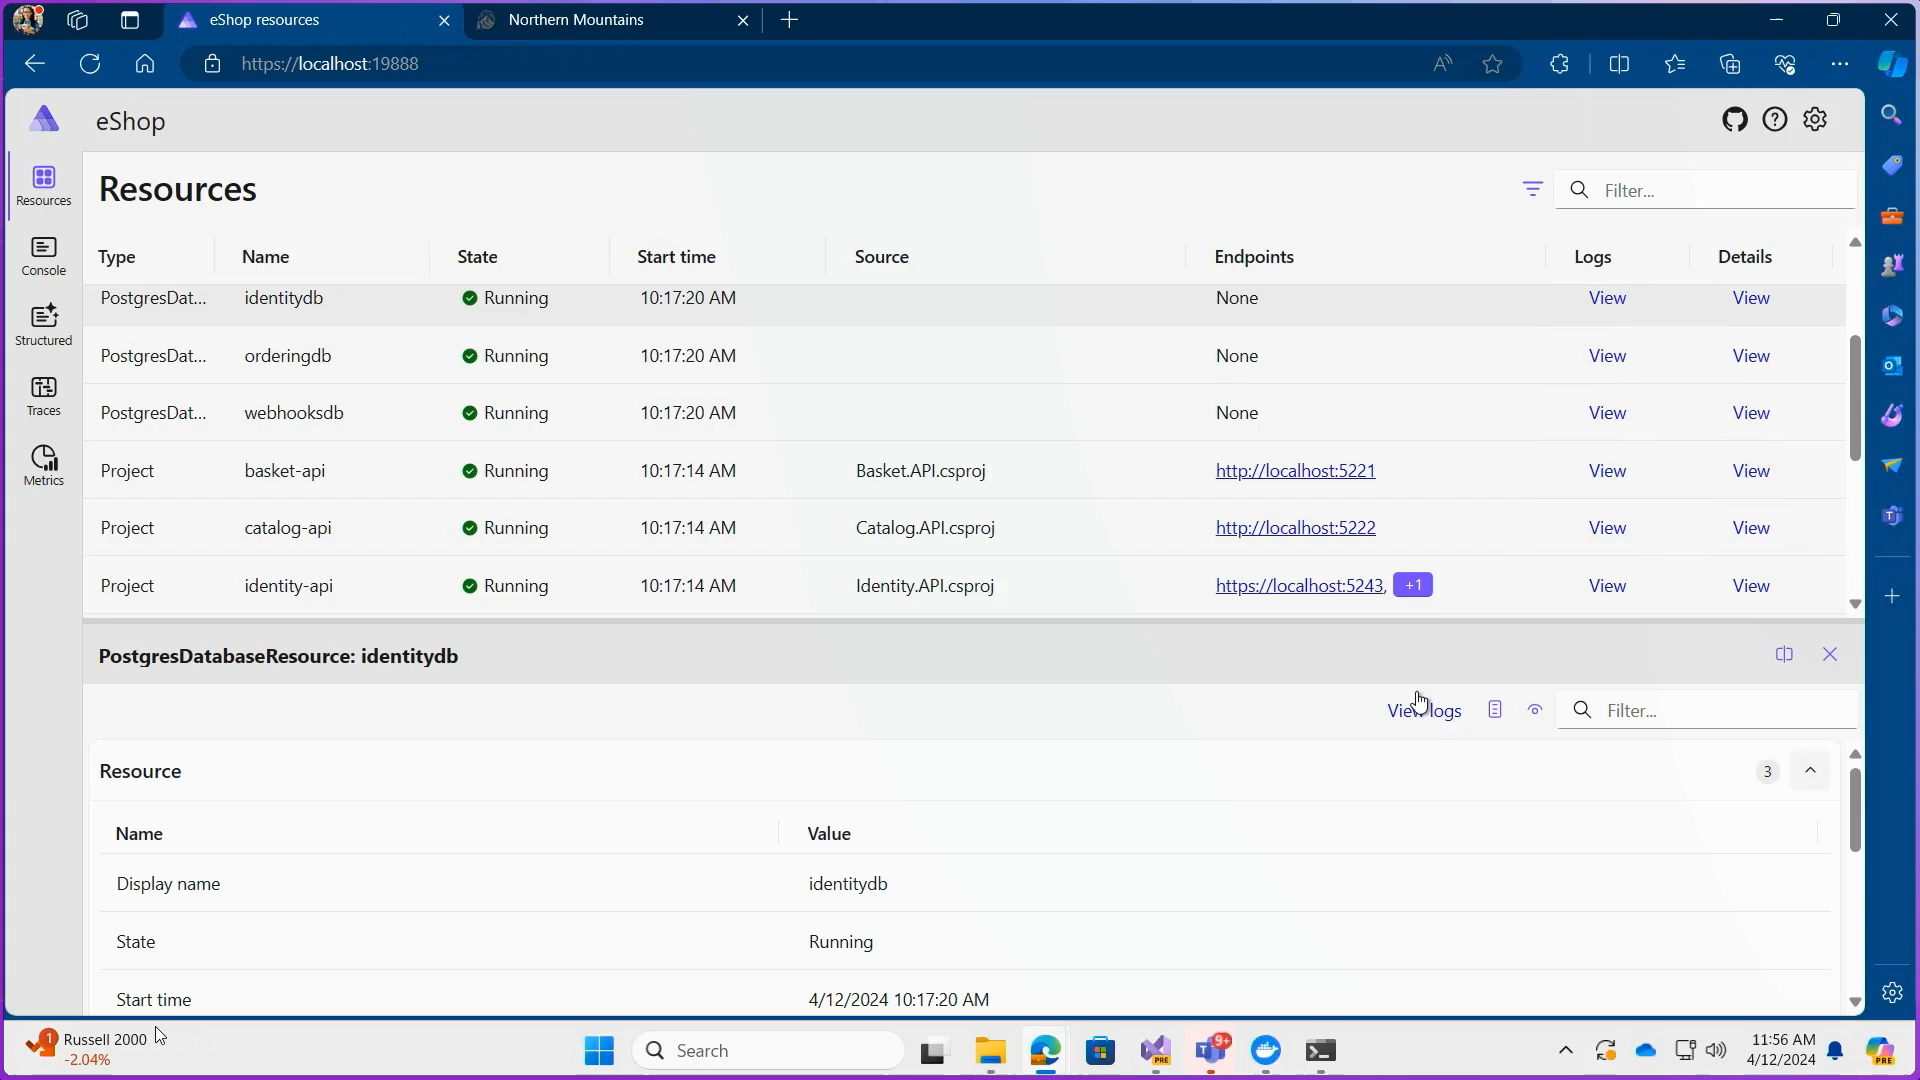 eShop resources
Northern Mountains
https://localhost:19888
eShop
Resources
Filter...
Resources
Console
Structured
Traces
Metrics
Type Name State Start time Source Endpoints Logs Details
PostgresDat... identitydb Running 10:17:20 AM None View View
PostgresDat... orderingdb Running 10:17:20 AM None View View
PostgresDat... webhooksdb Running 10:17:20 AM None View View
Project basket-api Running 10:17:14 AM Basket.API.csproj http://localhost:5221 View View
Project catalog-api Running 10:17:14 AM Catalog.API.csproj http://localhost:5222 View View
Project identity-api Running 10:17:14 AM Identity.API.csproj https://localhost:5243, +1 View View
PostgresDatabaseResource: identitydb
View logs Filter...
Resource 3
Name Value
Display name identitydb
State Running
Start time 4/12/2024 10:17:20 AM
1 Russell 2000
-2.04%
Search
PRE
9+
11:56 AM
4/12/2024
PRE